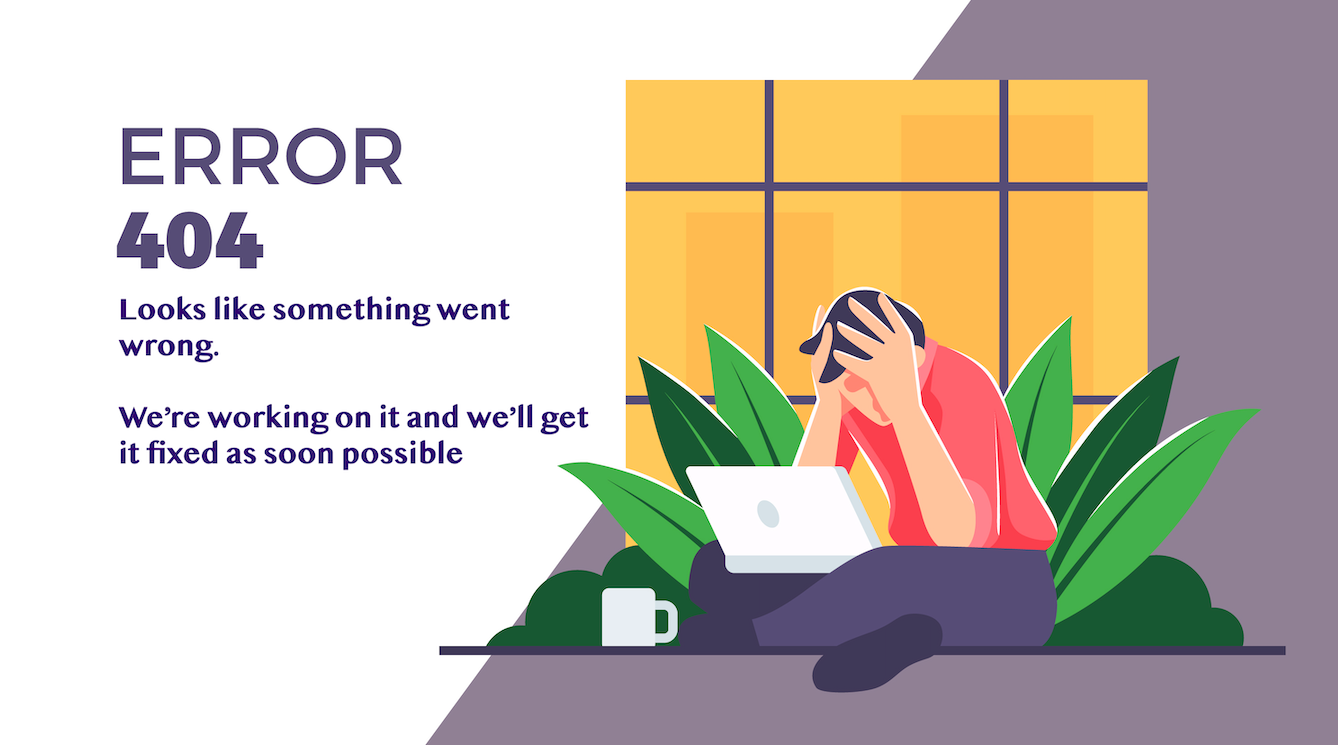 ERROR
404
Looks like something went
wrong.
We’re working on it and we’ll get
it fixed as soon possible